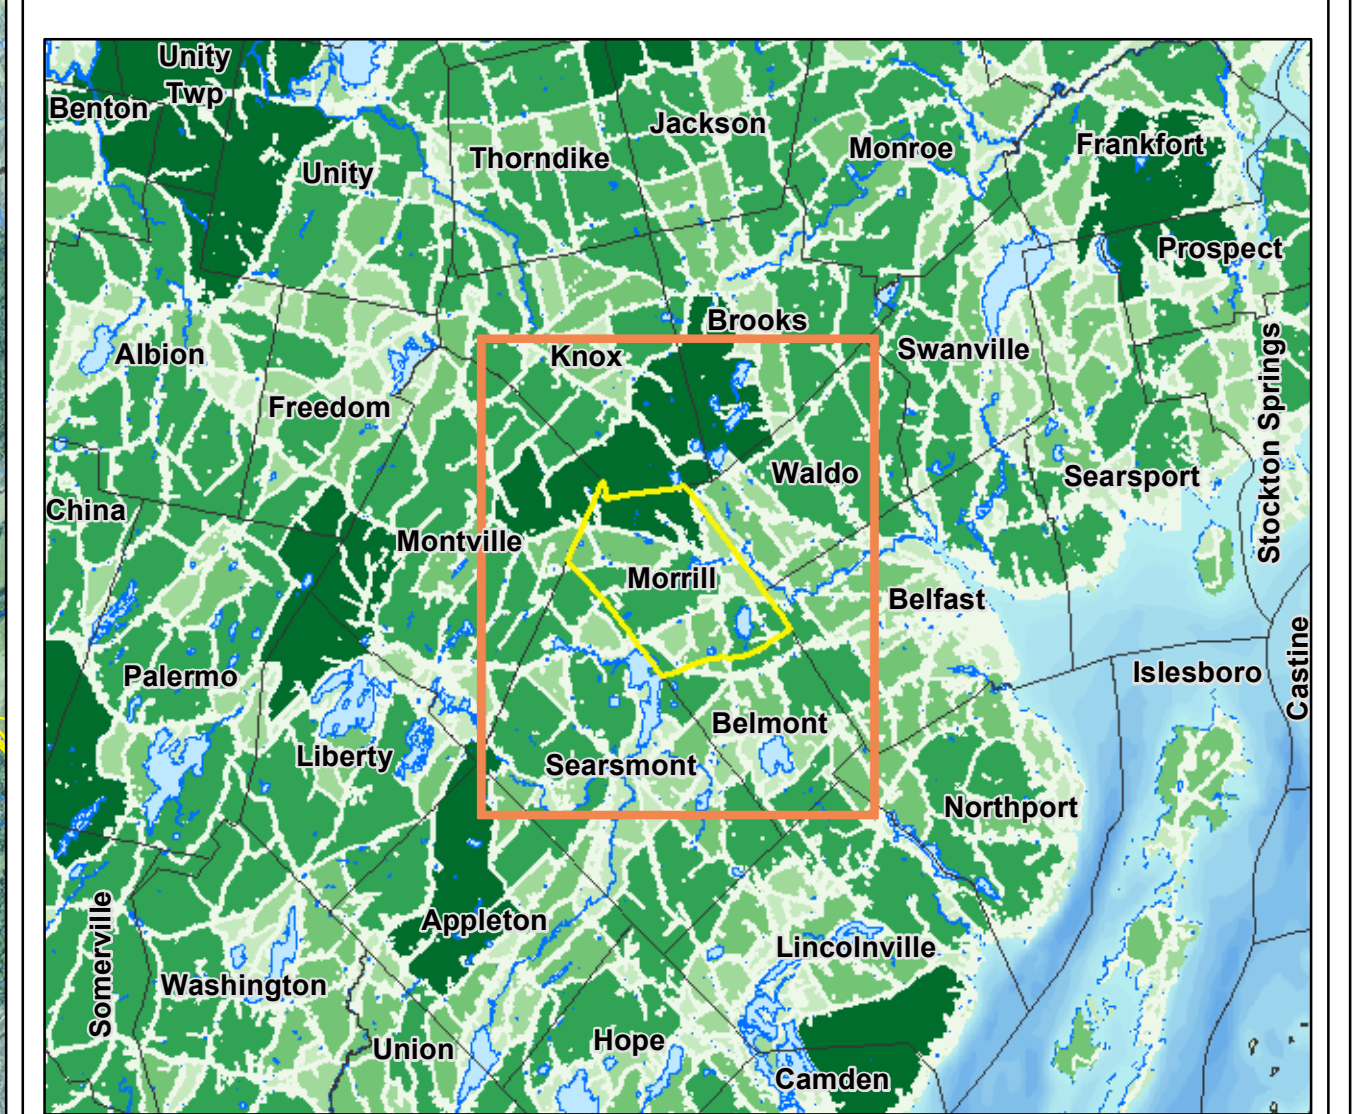 Unity
Twp
Benton
Jackson
Thorndike
Monroe
Frankfort
Unity
Prospect
Brooks
Albion
Knox
Swanville
Stockton Springs
Freedom
Waldo
Searsport
China
Montville
Morrill
Belfast
Palermo
Islesboro
Castine
Belmont
Liberty
Searsmont
Northport
Somerville
Appleton
Lincolnville
Washington
Union
Hope
Camden